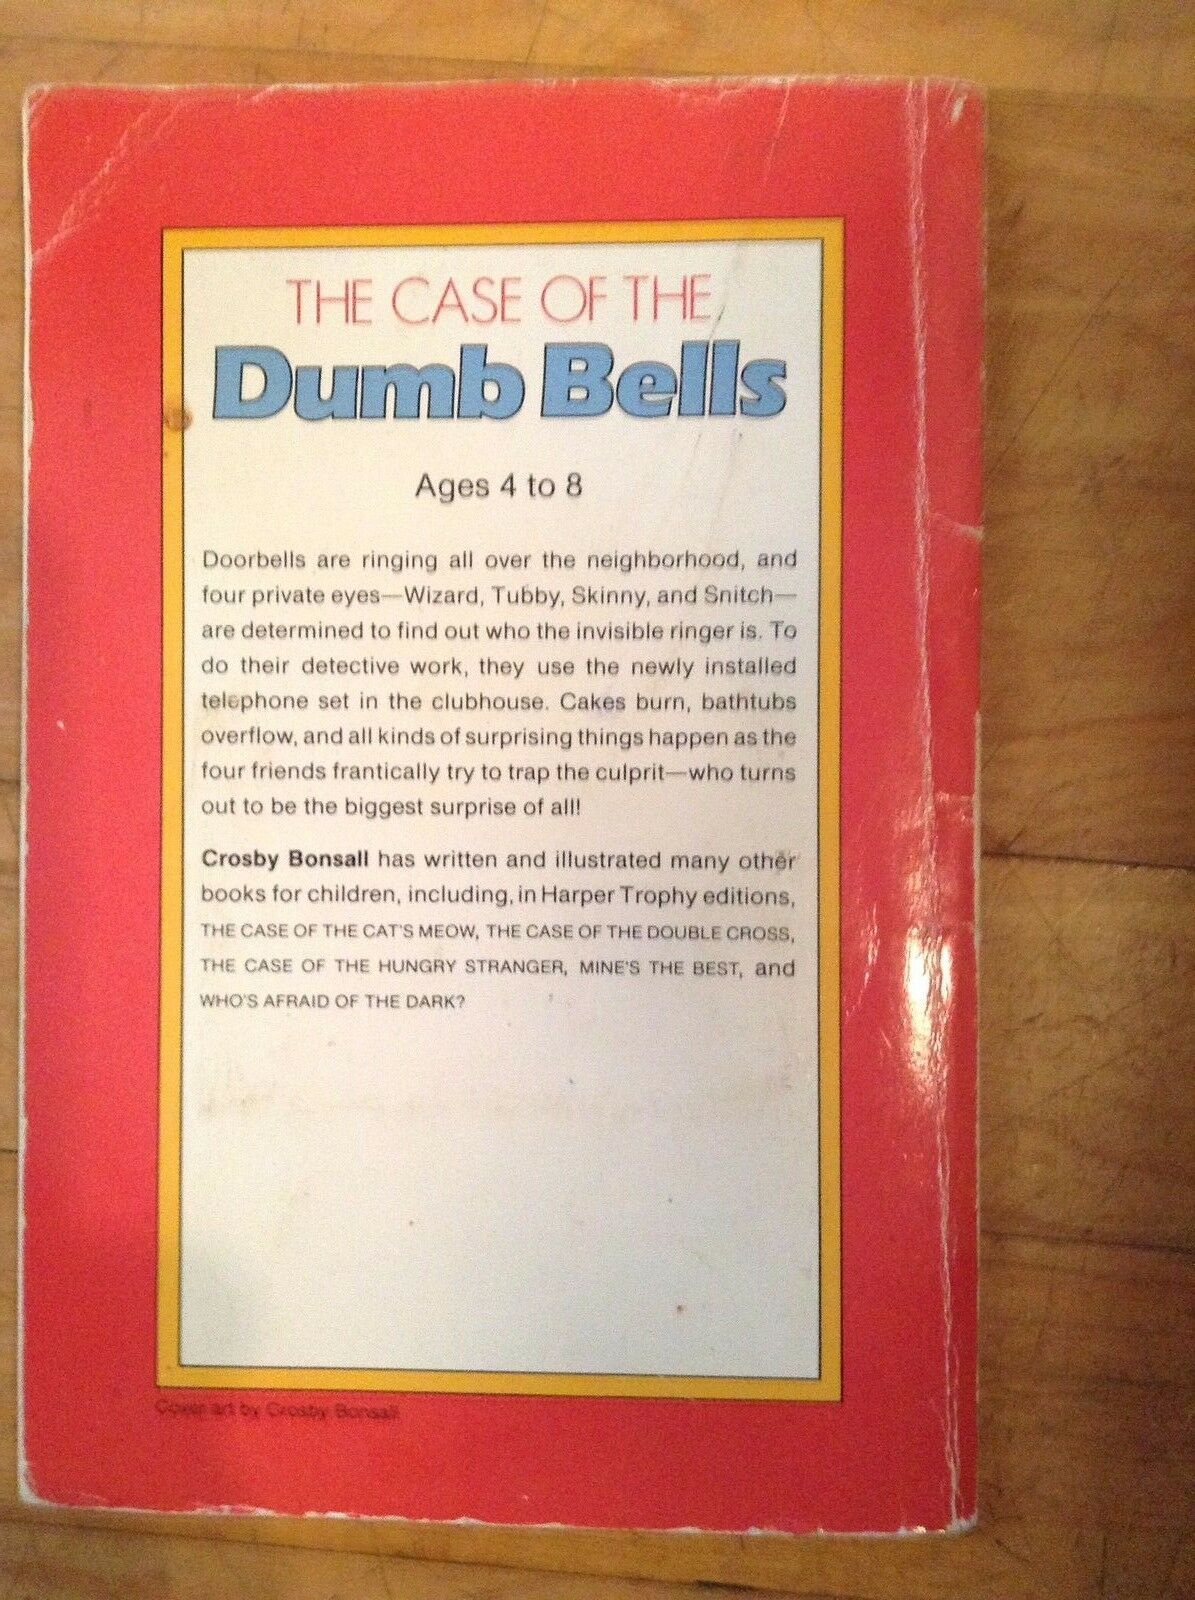 THE CASE OF THE
Dumb Bells
Ages 4 to 8
Doorbells are ringing all over the neighborhood, and
four private eyes—Wizard, Tubby, Skinny, and Snitch—
are determined to find out who the invisible ringer is. To
do their detective work, they use the newly installed
telephone set in the clubhouse. Cakes burn, bathtubs
overflow, and all kinds of surprising things happen as the
four friends frantically try to trap the culprit—who turns
out to be the biggest surprise of all!
Crosby Bonsall has written and illustrated many other
books for children, including, in Harper Trophy editions,
THE CASE OF THE CAT'S MEOW, THE CASE OF THE DOUBLE CROSS,
THE CASE OF THE HUNGRY STRANGER, MINE'S THE BEST, and
WHO'S AFRAID OF THE DARK?
Cover art by Crosby Bonsall